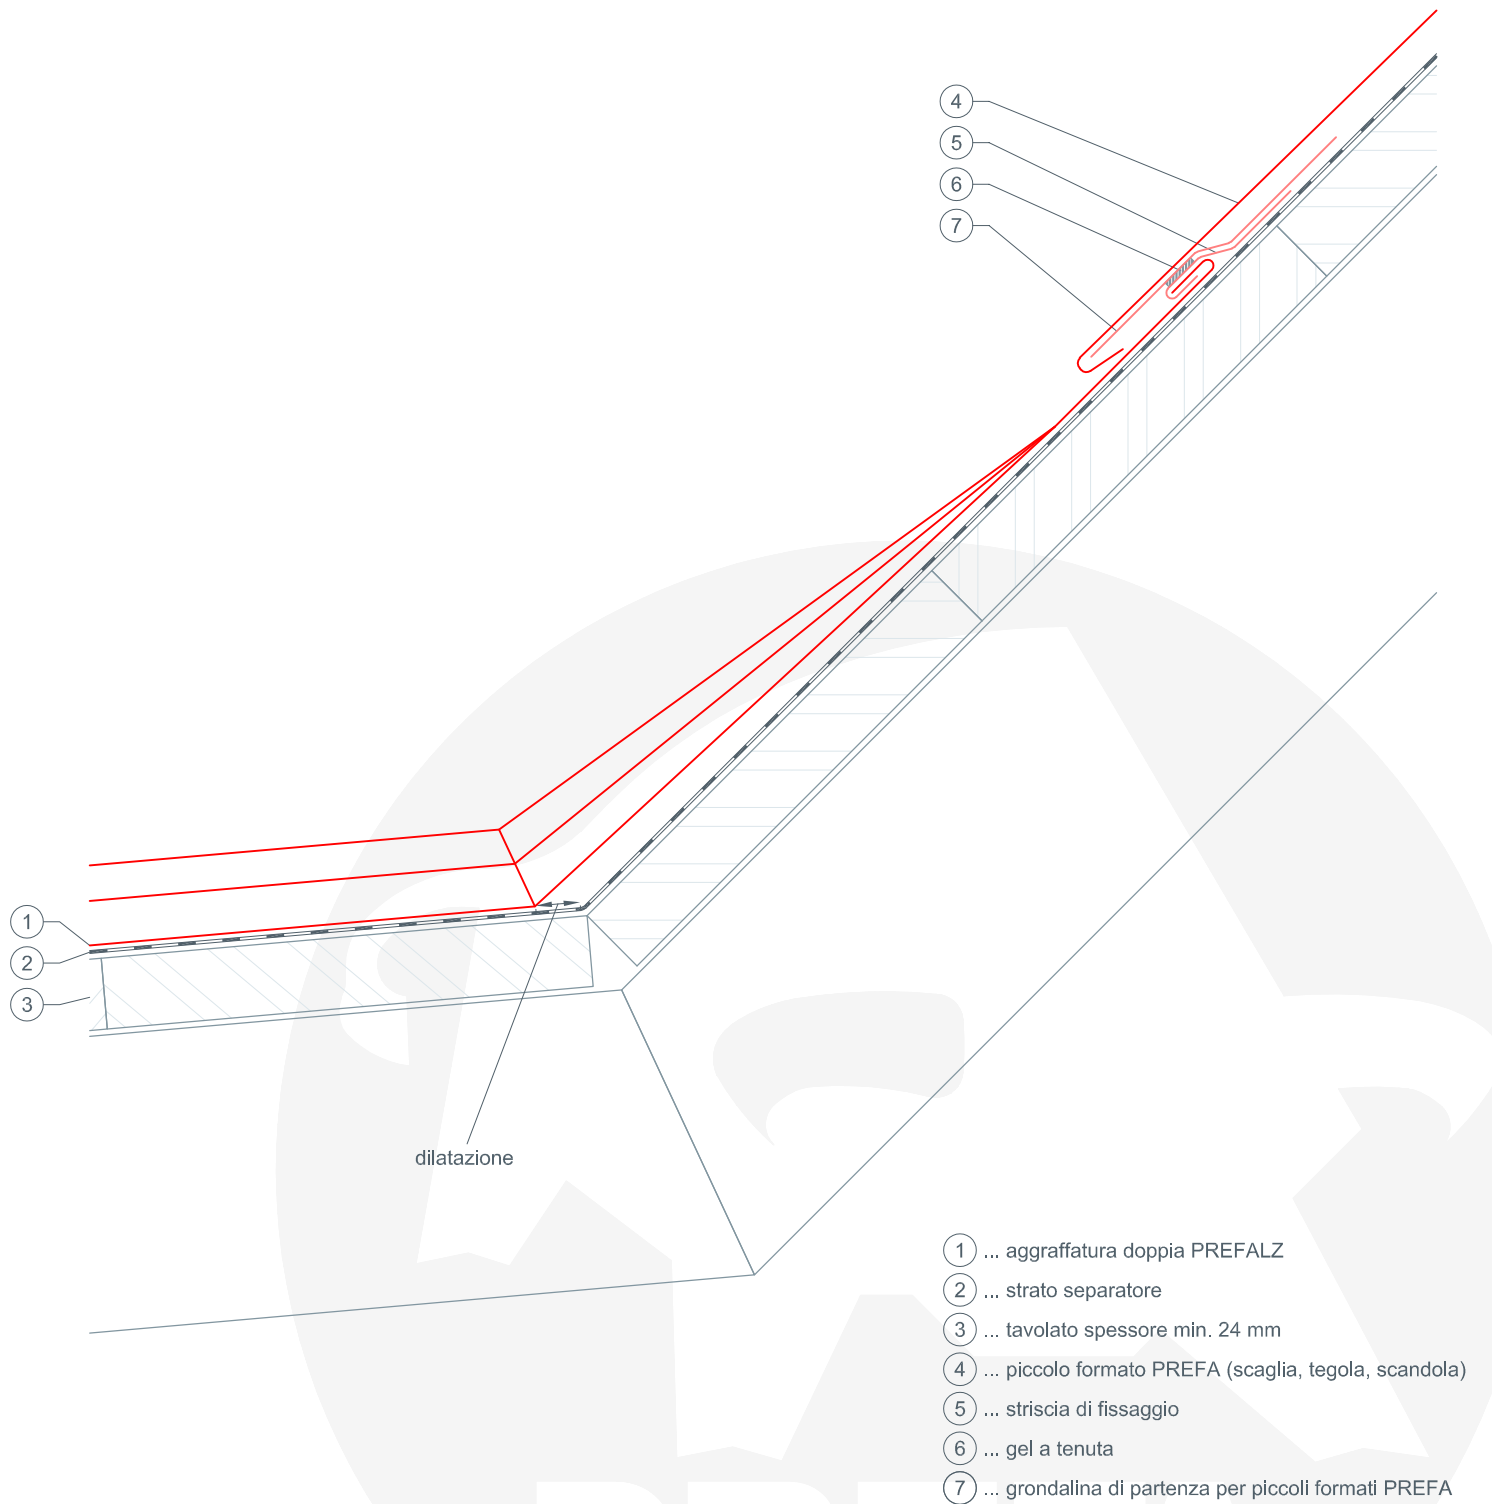 4
5
6
7
1
2
3
dilatazione
1 ... aggraffatura doppia PREFALZ
2 ... strato separatore
3 ... tavolato spessore min. 24 mm
4 ... piccolo formato PREFA (scaglia, tegola, scandola)
5 ... striscia di fissaggio
6 ... gel a tenuta
7 ... grondalina di partenza per piccoli formati PREFA